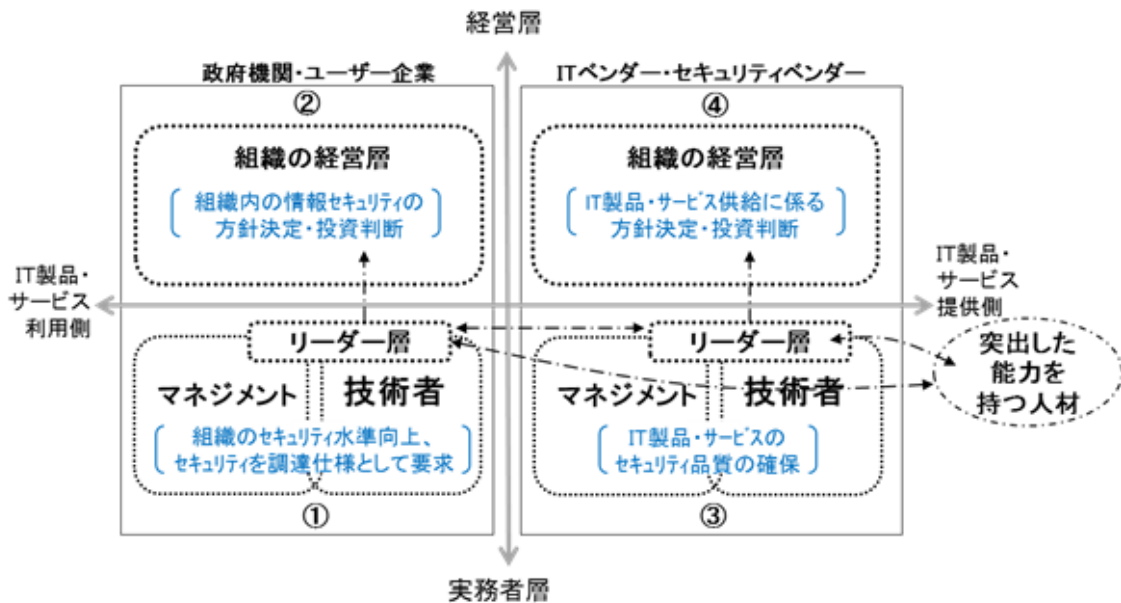 経営層
政府機関・ユーザー企業
ITベンダー・セキュリティベンダー
②
④
組織の経営層
組織の経営層
組織内の情報セキュリティの
方針決定・投資判断
IT製品・サービス供給に係る
方針決定・投資判断
IT製品・
サービス
利用側
IT製品・
サービス
提供側
リーダー層
リーダー層
突出した
能力を
持つ人材
マネジメント
技術者
マネジメント
技術者
組織のセキュリティ水準向上、
セキュリティを調達仕様として要求
IT製品・サービスの
セキュリティ品質の確保
①
③
実務者層